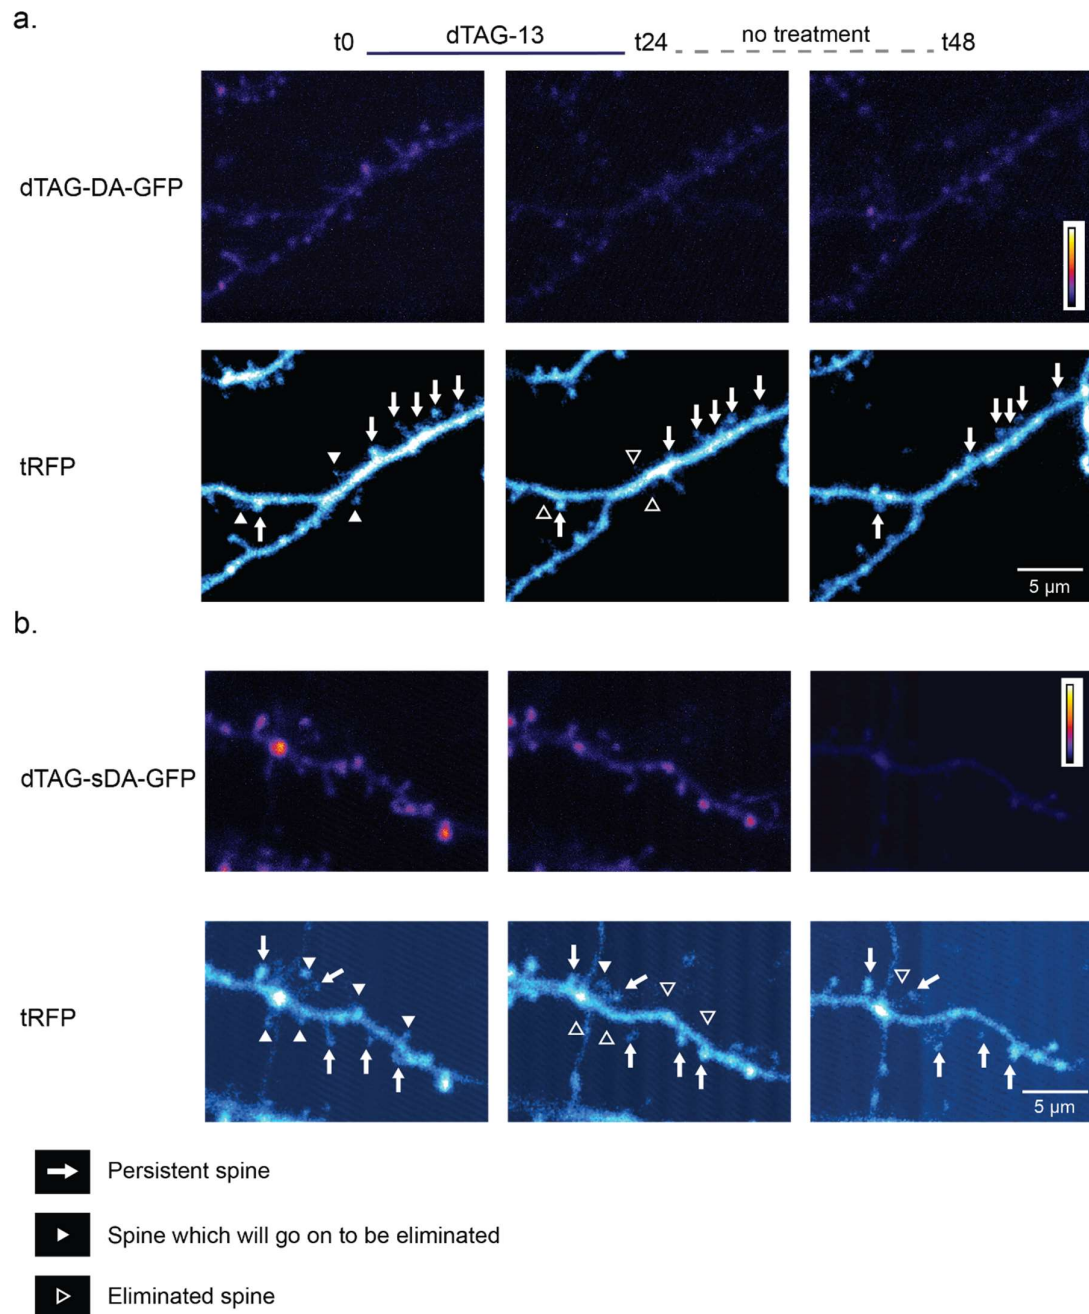 a.
t0 dTAG-13 t24 no treatment t48
dTAG-DA-GFP
tRFP
5 µm
b.
dTAG-sDA-GFP
tRFP
5 µm
Persistent spine
Spine which will go on to be eliminated
Eliminated spine